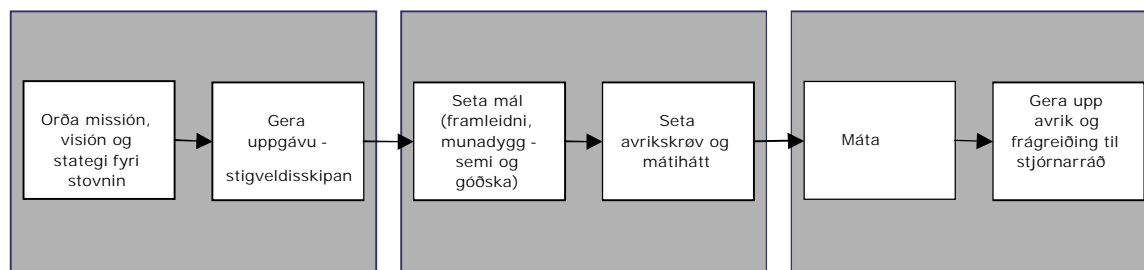 Orða missión,
visión og
stategi fyri
stovnin
Gera
uppgávu -
stigveldisskipan
Seta mál
(framleidni,
munadygg -
semi og
góðska)
Seta
avrikskrøv og
mátihátt
Máta
Gera upp
avrik og
frágreiðing til
stjórnarráð